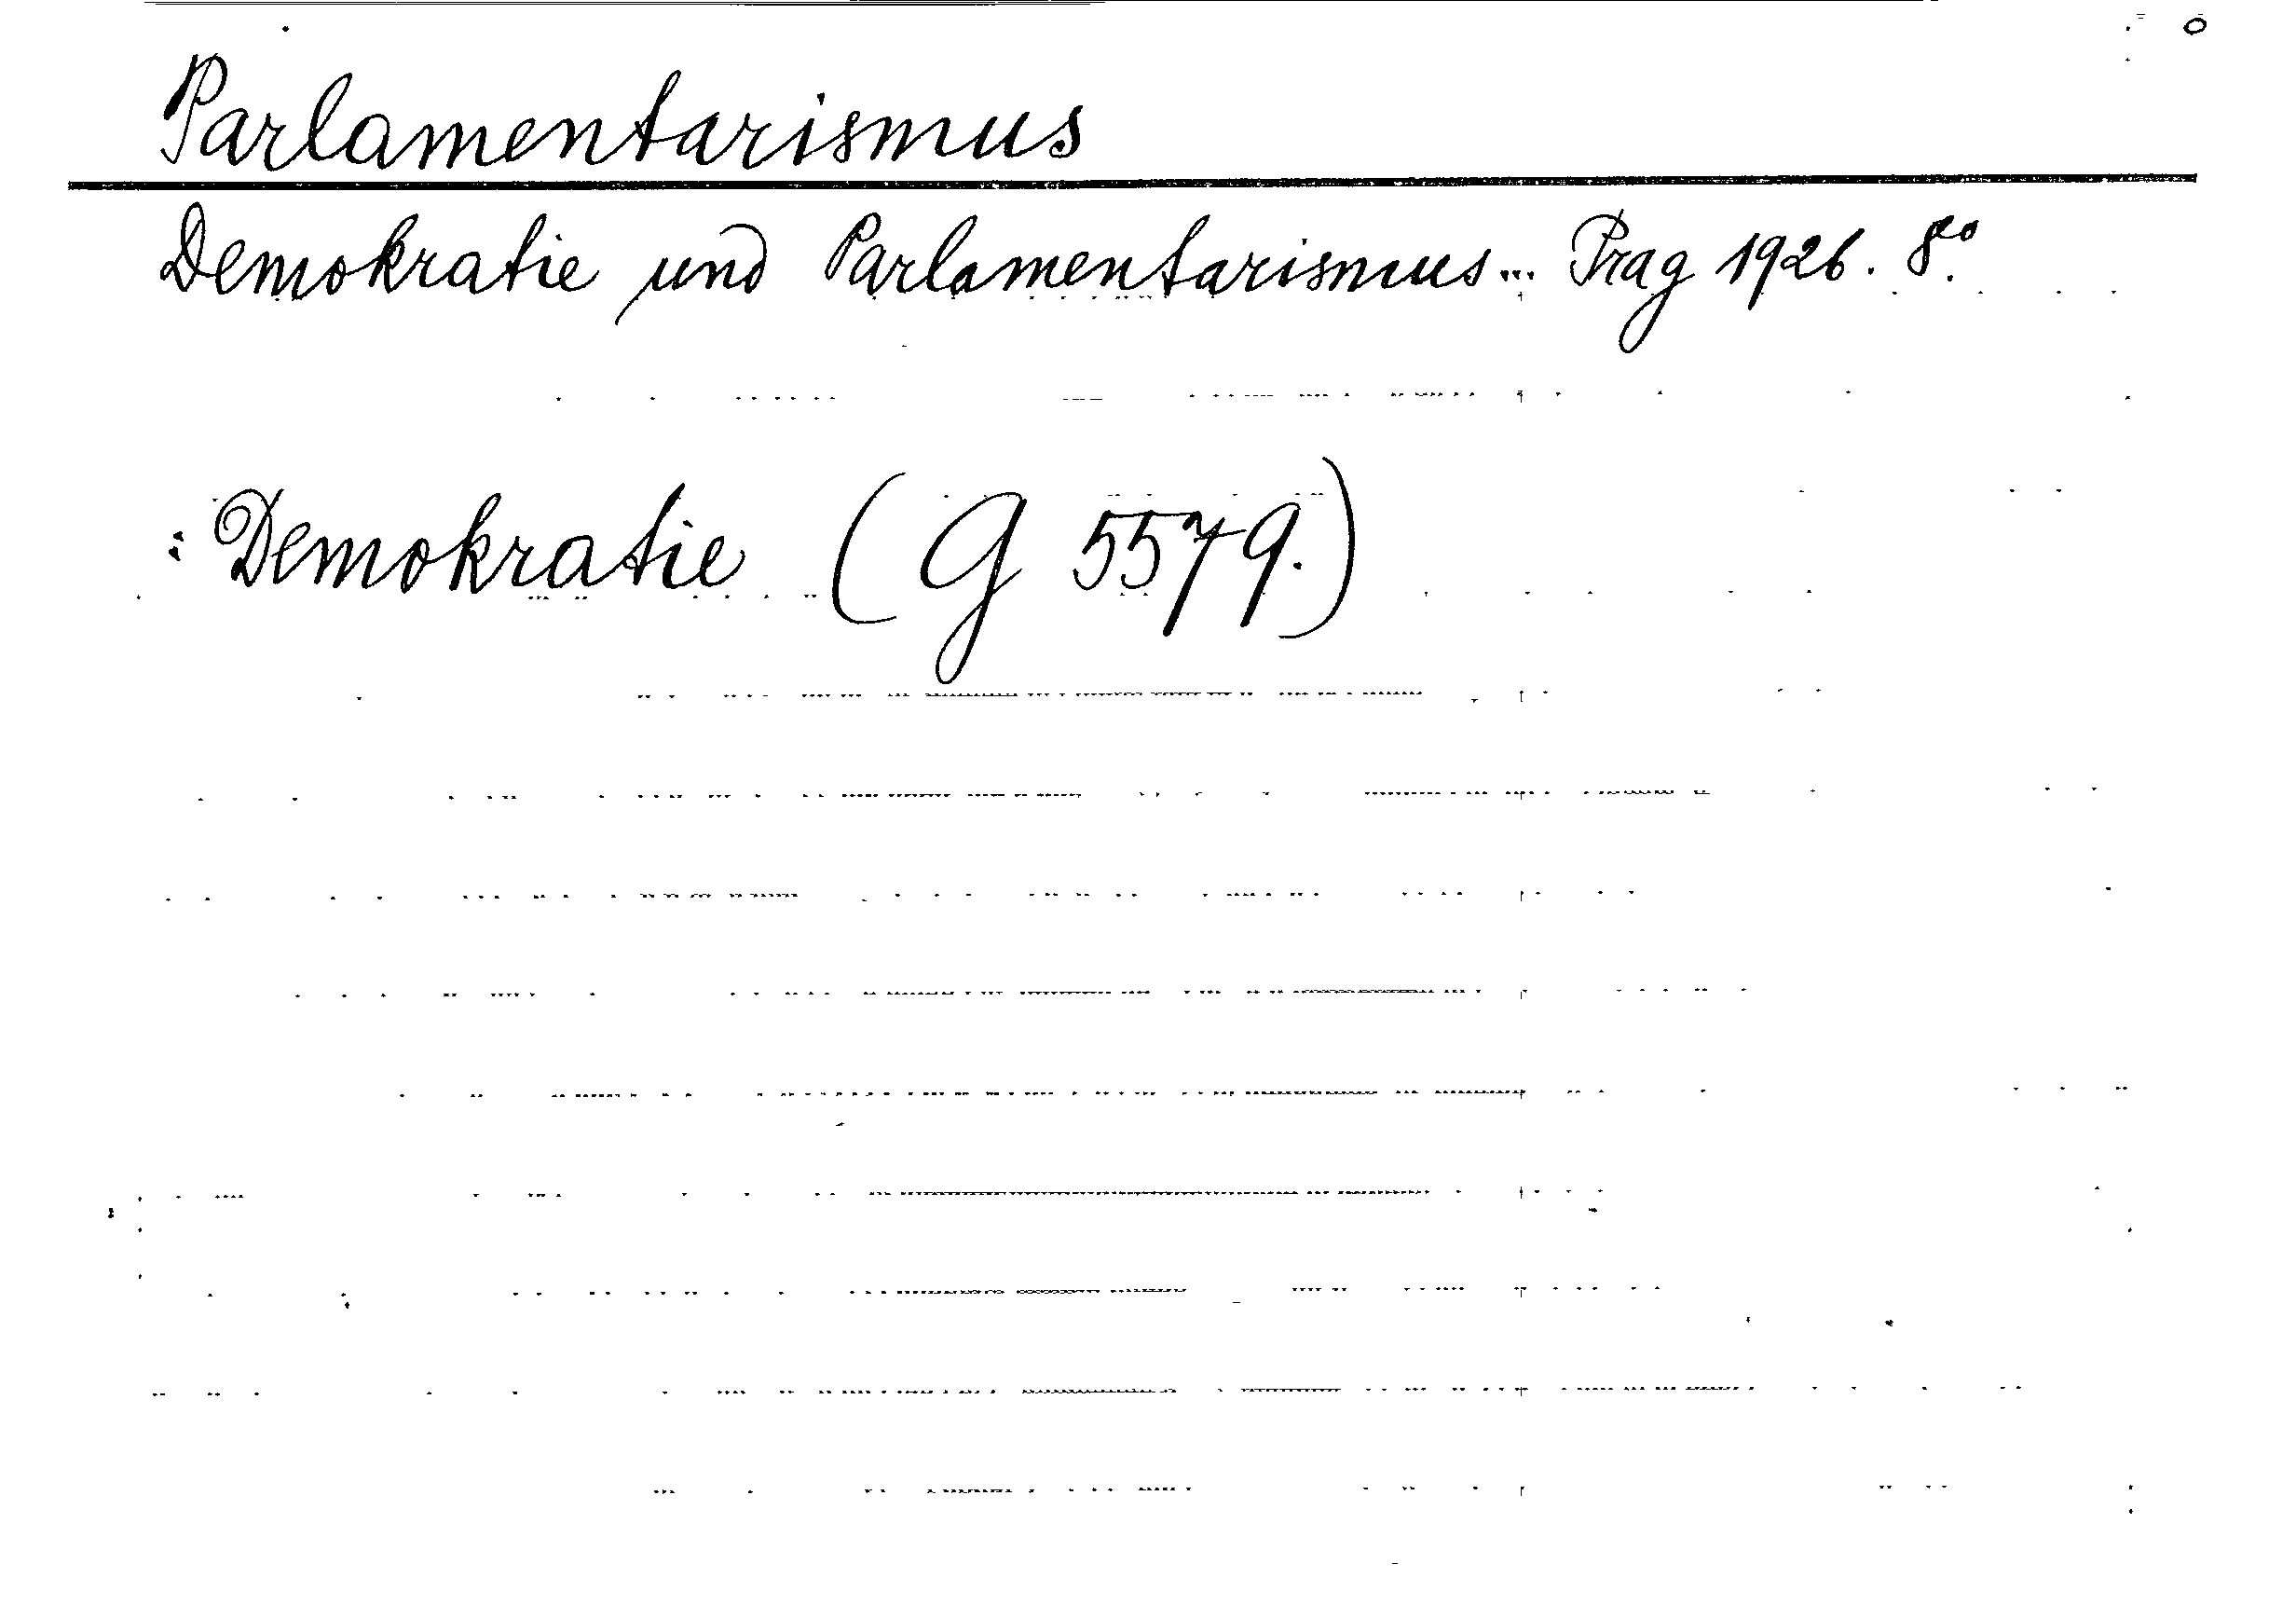 Parlamentarismus
Demokratie und Parlamentarismus... Prag 1926. 8°.
: Demokratie (G 5579.)